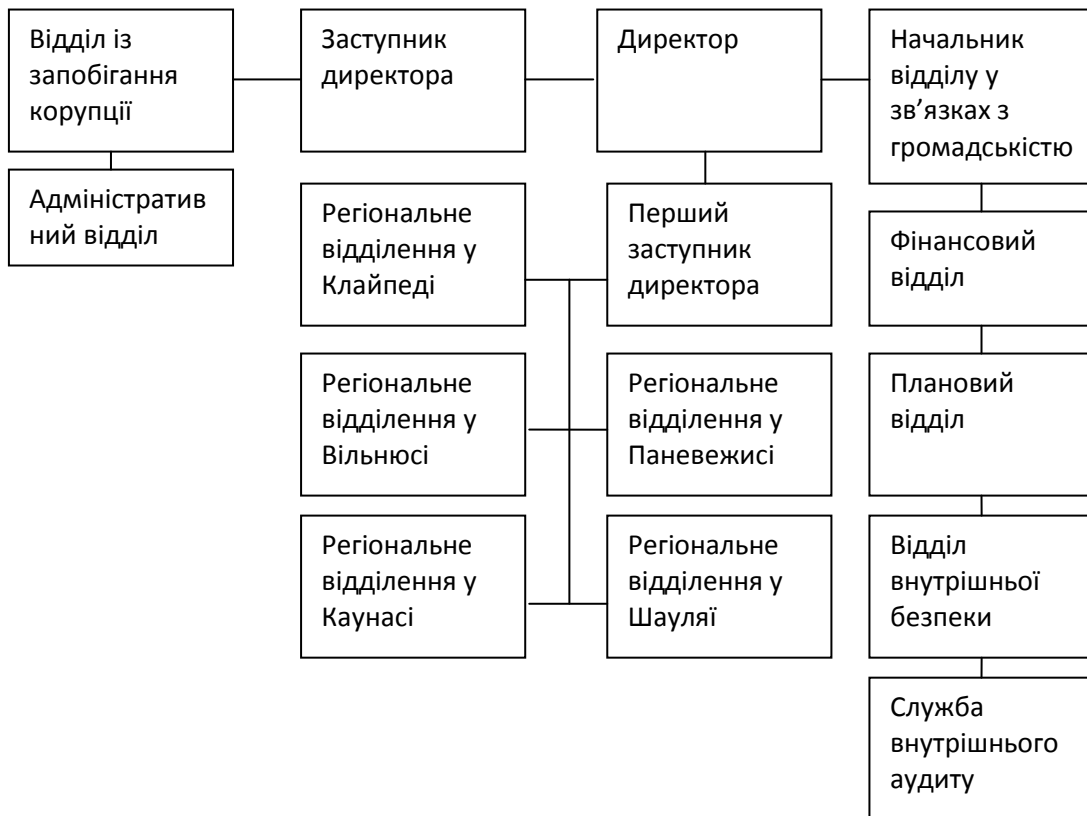 Відділ із
запобігання
корупції
Заступник
директора
Директор
Начальник
відділу у
зв’язках з
громадськістю
Адміністратив
ний відділ
Регіональне
відділення у
Клайпеді
Перший
заступник
директора
Фінансовий
відділ
Регіональне
відділення у
Вільнюсі
Регіональне
відділення у
Паневежисі
Плановий
відділ
Регіональне
відділення у
Каунасі
Регіональне
відділення у
Шауляї
Відділ
внутрішньої
безпеки
Служба
внутрішнього
аудиту